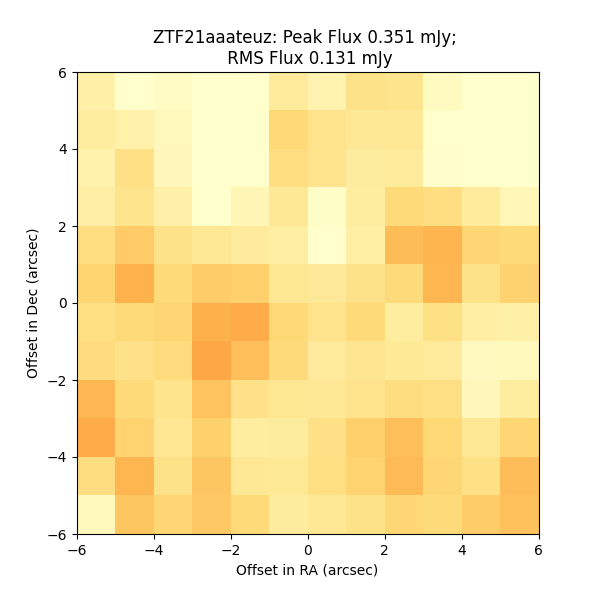 ZTF21aaateuz: Peak Flux 0.351 mJy;
RMS Flux 0.131 mJy
6
4
2
0
−2
−4
−6
Offset in Dec (arcsec)
−6 −4 −2 0 2 4 6
Offset in RA (arcsec)